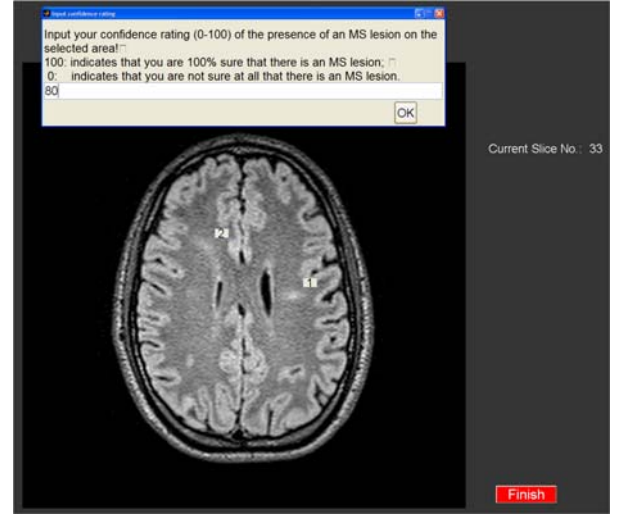 Input confidence rating
Input your confidence rating (0-100) of the presence of an MS lesion on the
selected area!
100: indicates that you are 100% sure that there is an MS lesion;
0: indicates that you are not sure at all that there is an MS lesion.
80
OK
Current Slice No.: 33
2
1
Finish